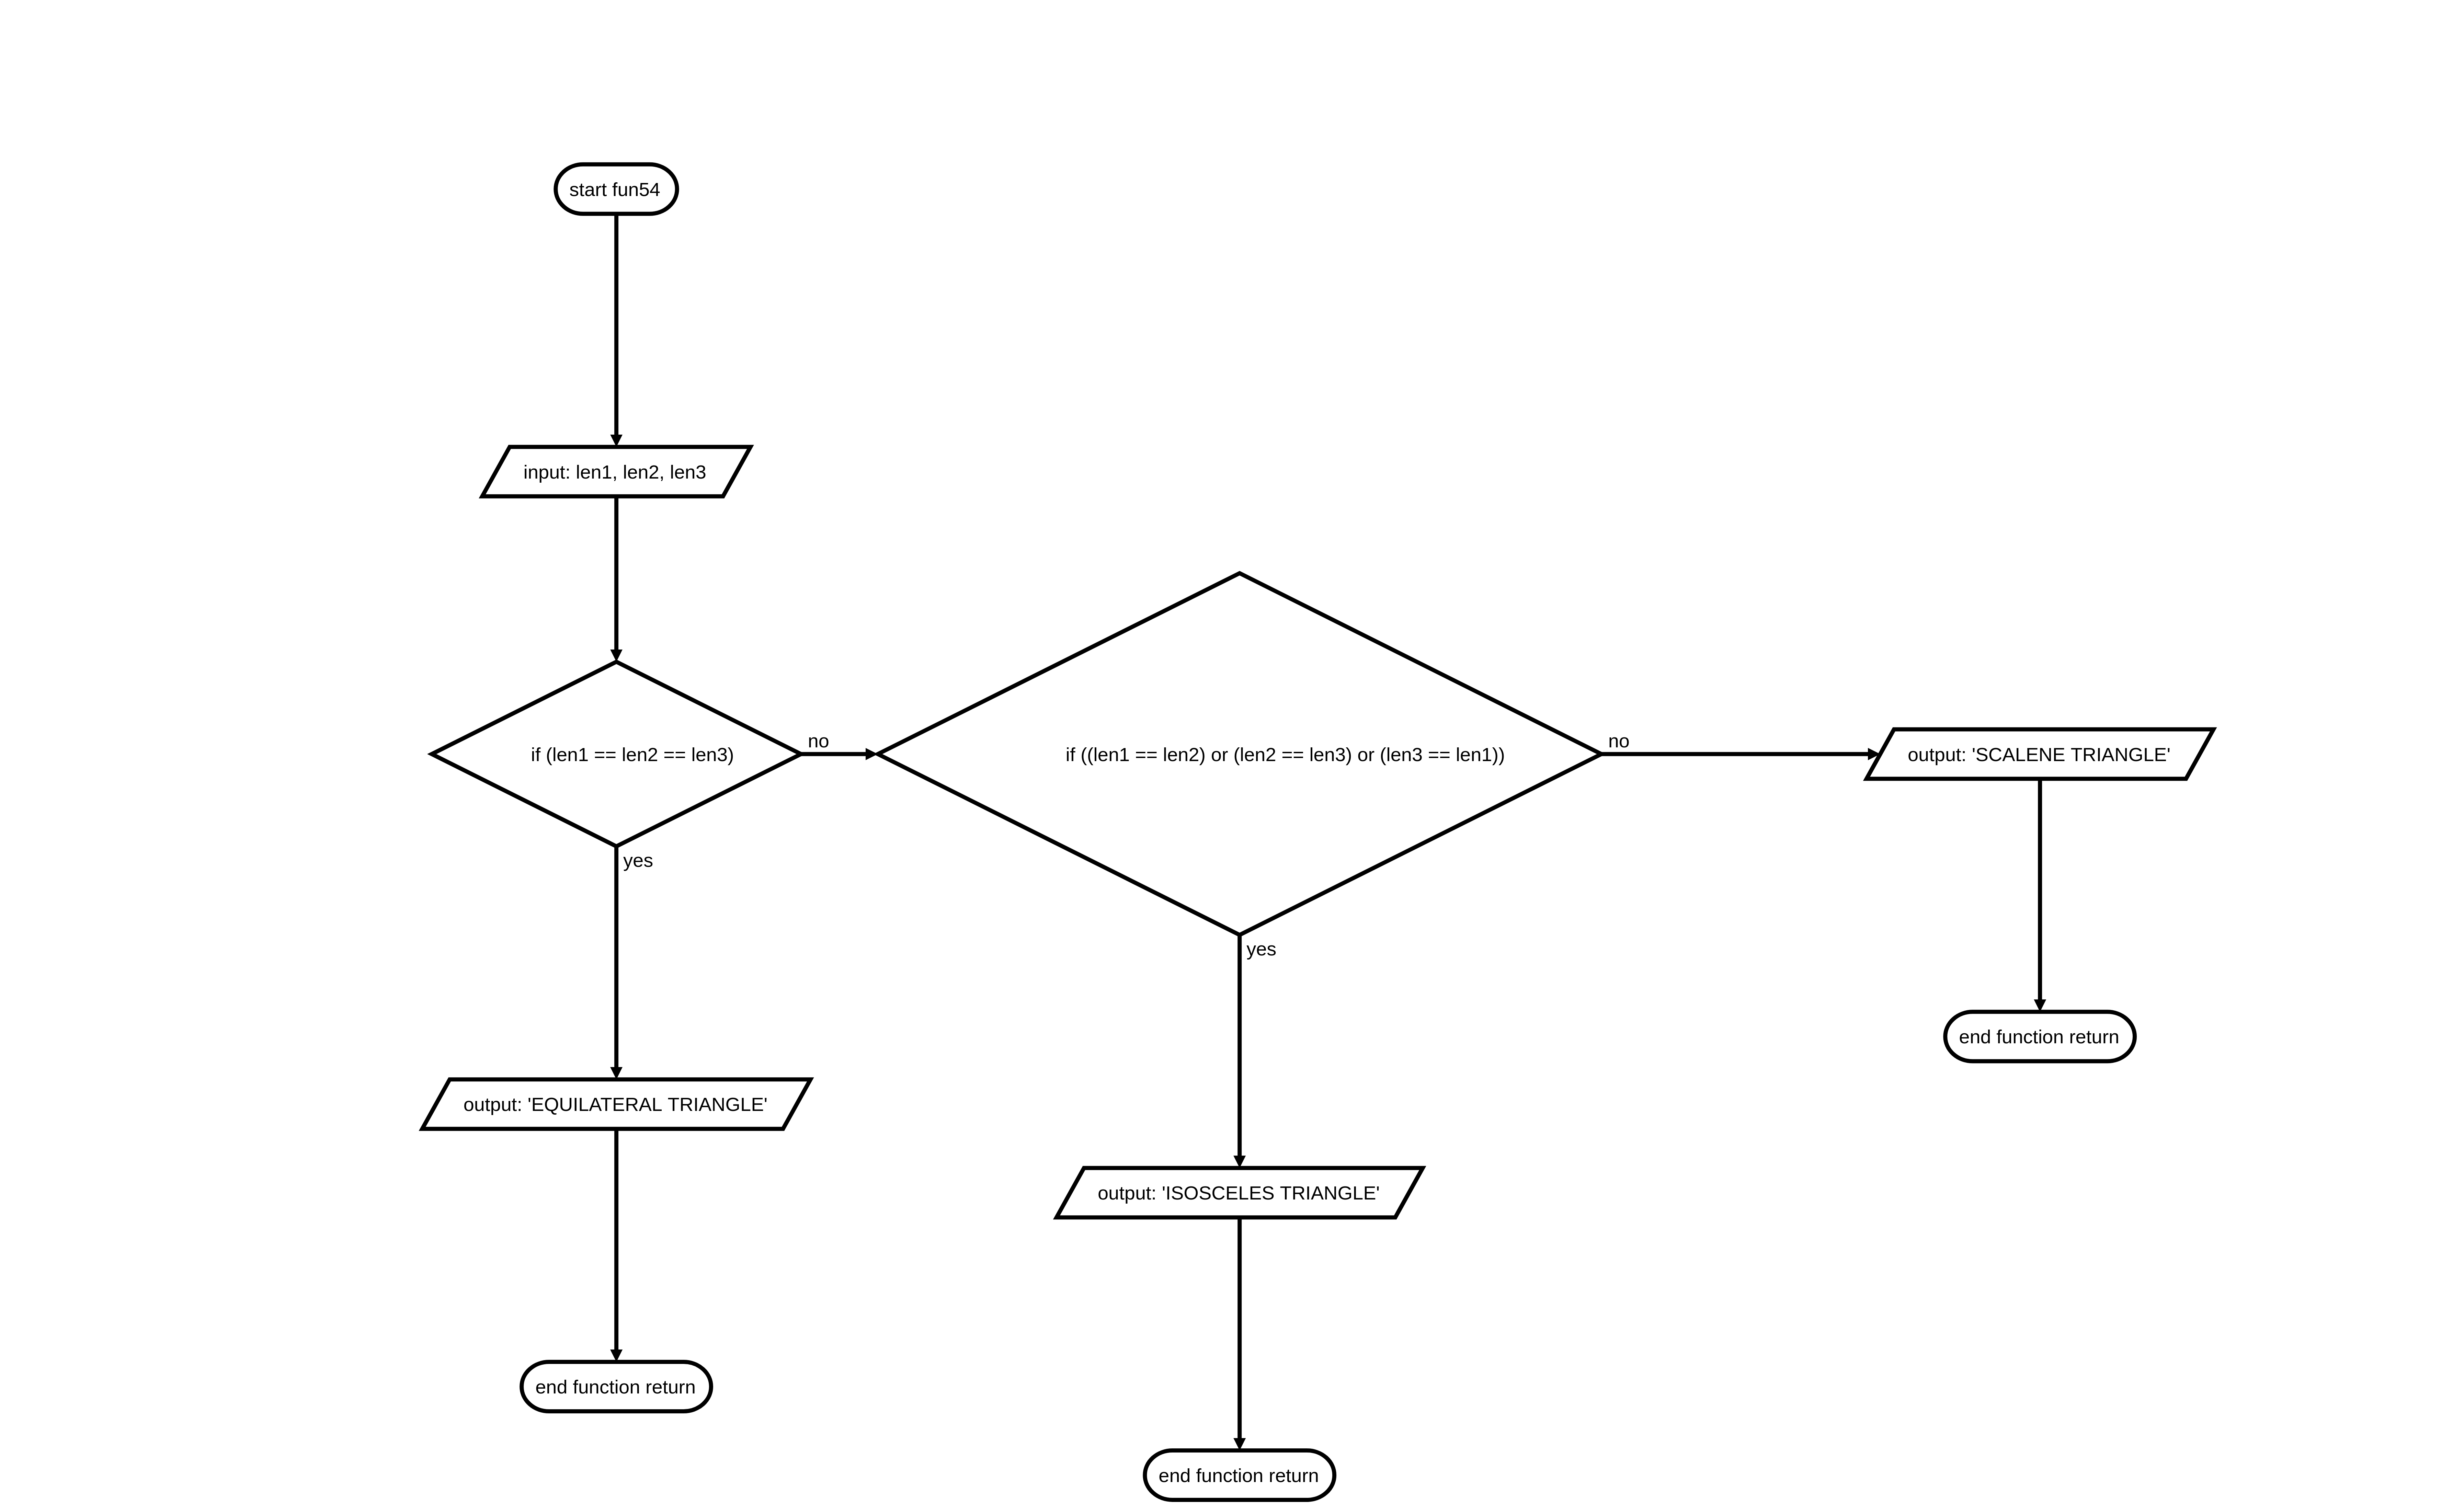 start fun54
input: len1, len2, len3
if (len1 == len2 == len3)
no
if ((len1 == len2) or (len2 == len3) or (len3 == len1))
no
output: 'SCALENE TRIANGLE'
yes
yes
end function return
output: 'EQUILATERAL TRIANGLE'
output: 'ISOSCELES TRIANGLE'
end function return
end function return